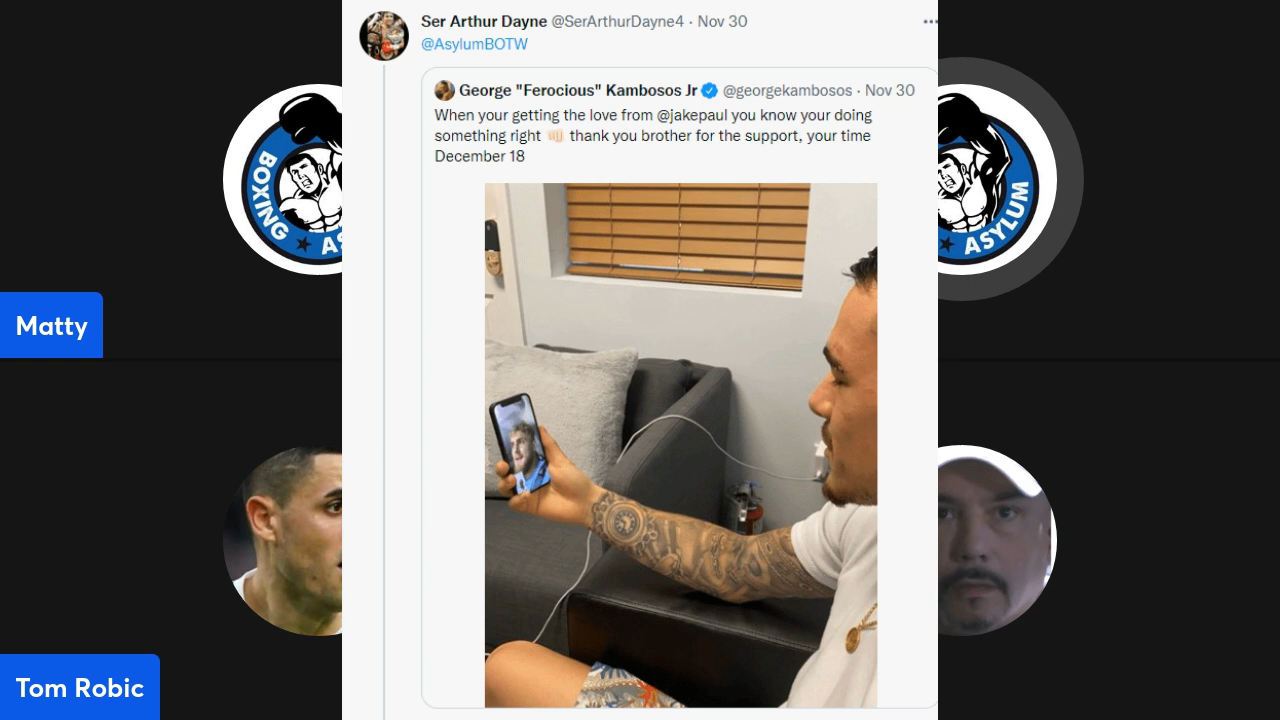 Ser Arthur Dayne @SerArthurDayne4 · Nov 30
@AsylumBOTW
George "Ferocious" Kambosos Jr @georgekambosos · Nov 30
When your getting the love from @jakepaul you know your doing
something right 👊🏻 thank you brother for the support, your time
December 18
BOXING AS
ASYLUM
Matty
Tom Robic